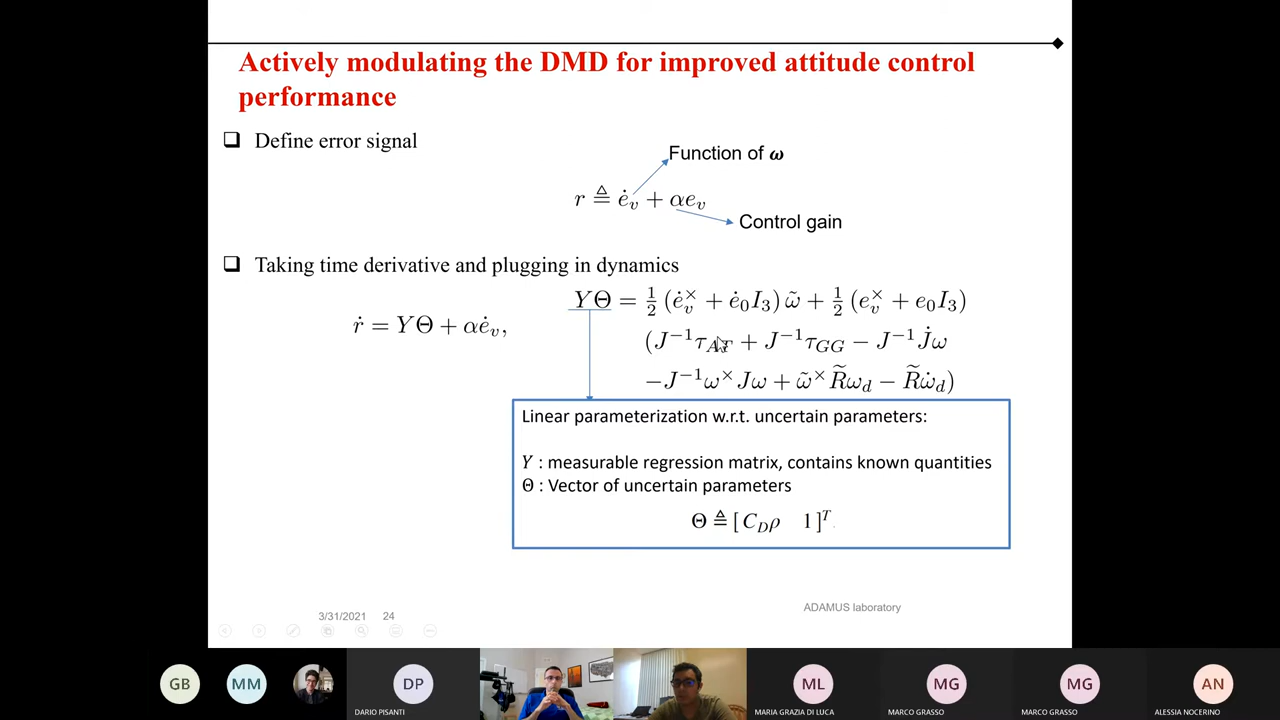 Actively modulating the DMD for improved attitude control
performance
❑ Define error signal
Function of ω
r ≜ ė_v + αe_v
Control gain
❑ Taking time derivative and plugging in dynamics
YΘ = ½ (ė_v^× + ė_0 I_3) ω̃ + ½ (e_v^× + e_0 I_3)
ṙ = YΘ + αė_v,
(J^{-1}τ_{AT} + J^{-1}τ_{GG} − J^{-1}J̇ω
−J^{-1}ω^×Jω + ω̃^×R̃ω_d − R̃ω̇_d)
Linear parameterization w.r.t. uncertain parameters:
Y : measurable regression matrix, contains known quantities
Θ : Vector of uncertain parameters
Θ ≜ [C_Dρ 1]^T
ADAMUS laboratory
3/31/2021 24
GB MM DP ML MG MG AN
DARIO PISANTI MARIA GRAZIA DI LUCA MARCO GRASSO MARCO GRASSO ALESSIA NOCERINO